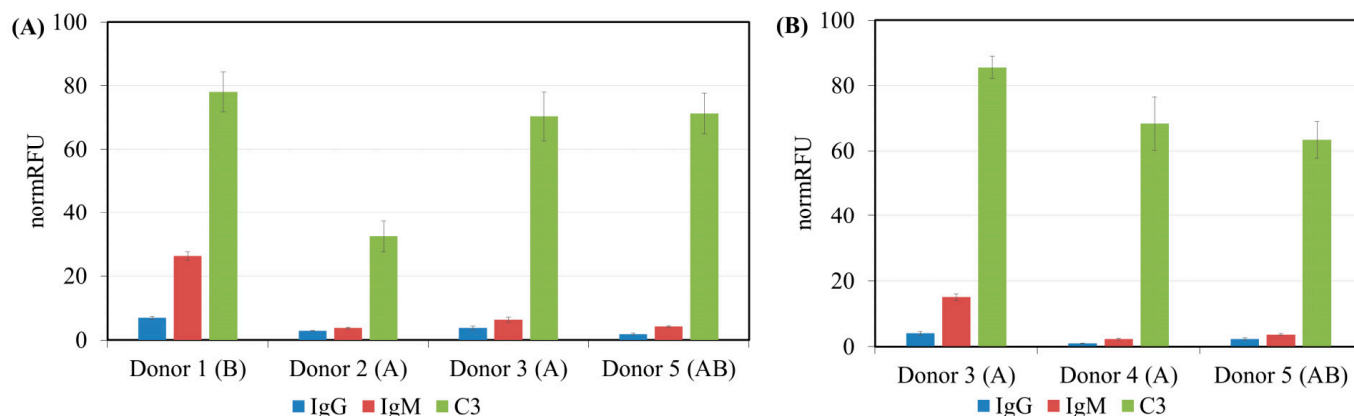 (A)
normRFU
100
80
60
40
20
0
Donor 1 (B) Donor 2 (A) Donor 3 (A) Donor 5 (AB)
IgG IgM C3
(B)
normRFU
100
80
60
40
20
0
Donor 3 (A) Donor 4 (A) Donor 5 (AB)
IgG IgM C3